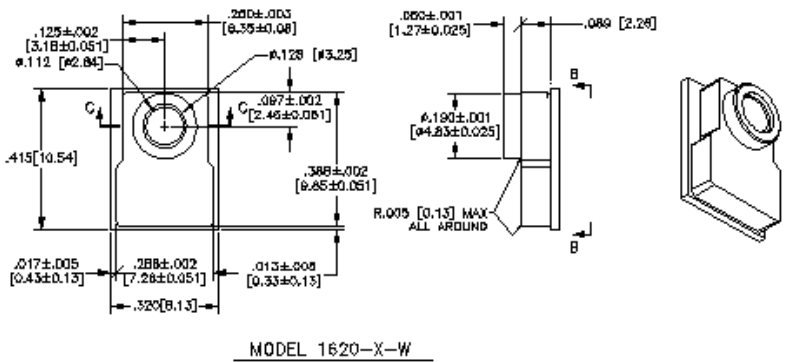 .250±.003
[6.35±0.08]
.125±.002
[3.18±0.051]
ø.112 [ø2.84]
ø.128 [ø3.25]
C
C
.097±.002
[2.46±0.051]
.415[10.54]
.388±.002
[9.85±0.051]
.017±.005
[0.43±0.13]
.288±.002
[7.26±0.051]
.013±.005
[0.33±0.13]
.320[8.13]
.050±.001
[1.27±0.025]
.089 [2.26]
B
ø.190±.001
[ø4.83±0.025]
R.005 [0.13] MAX
ALL AROUND
B
MODEL 1620-X-W